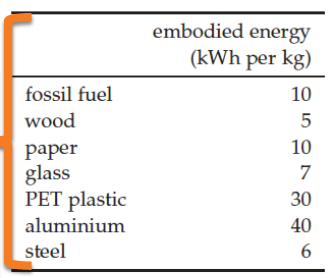 embodied energy
(kWh per kg)
fossil fuel 10
wood 5
paper 10
glass 7
PET plastic 30
aluminium 40
steel 6